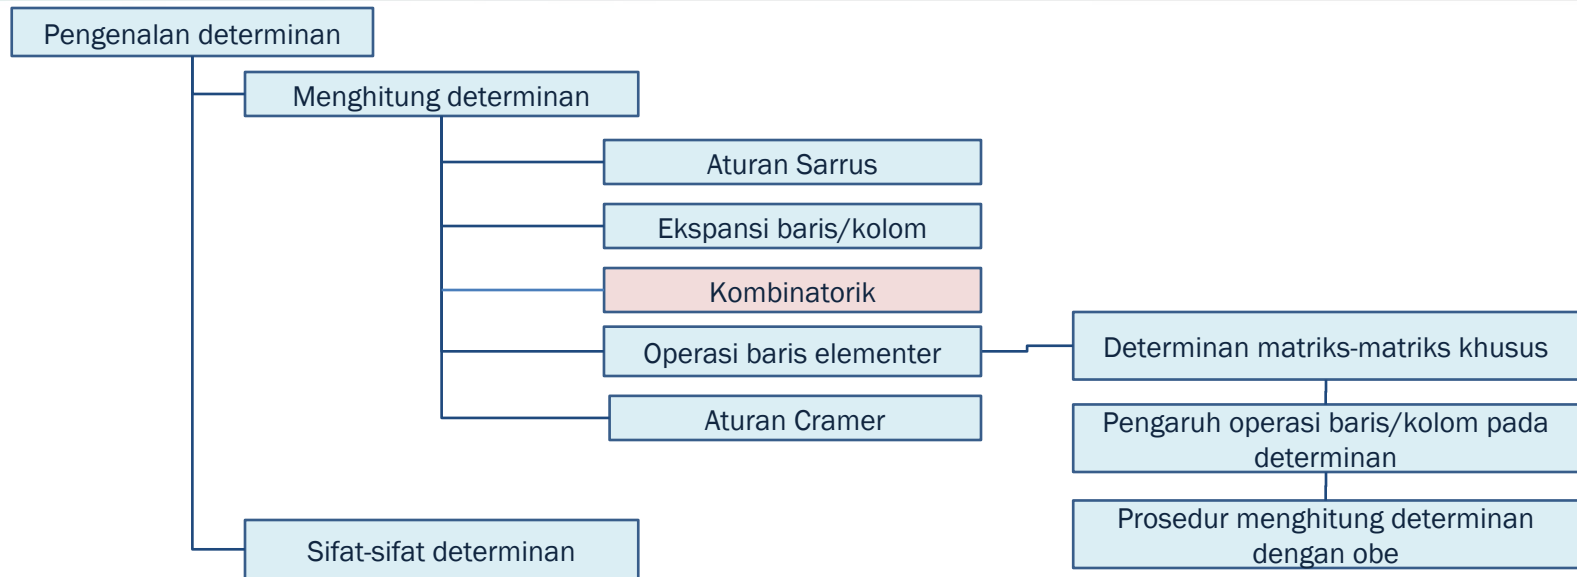 Pengenalan determinan
Menghitung determinan
Aturan Sarrus
Ekspansi baris/kolom
Kombinatorik
Operasi baris elementer
Aturan Cramer
Determinan matriks-matriks khusus
Pengaruh operasi baris/kolom pada
determinan
Prosedur menghitung determinan
dengan obe
Sifat-sifat determinan